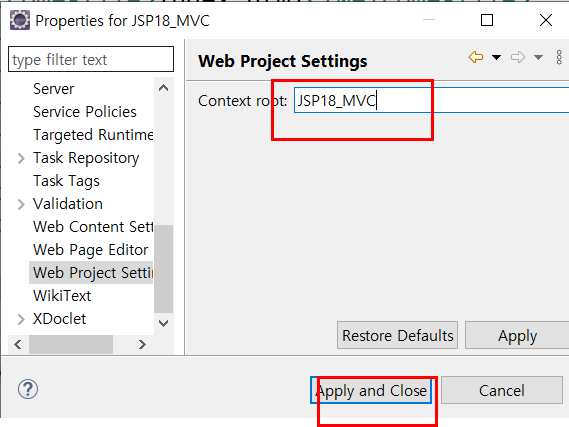 Properties for JSP18_MVC
type filter text
Web Project Settings
Server
Service Policies
Targeted Runtime
Task Repository
Task Tags
Validation
Web Content Sett
Web Page Editor
Web Project Settin
WikiText
XDoclet
Context root: JSP18_MVC
Restore Defaults
Apply
Apply and Close
Cancel